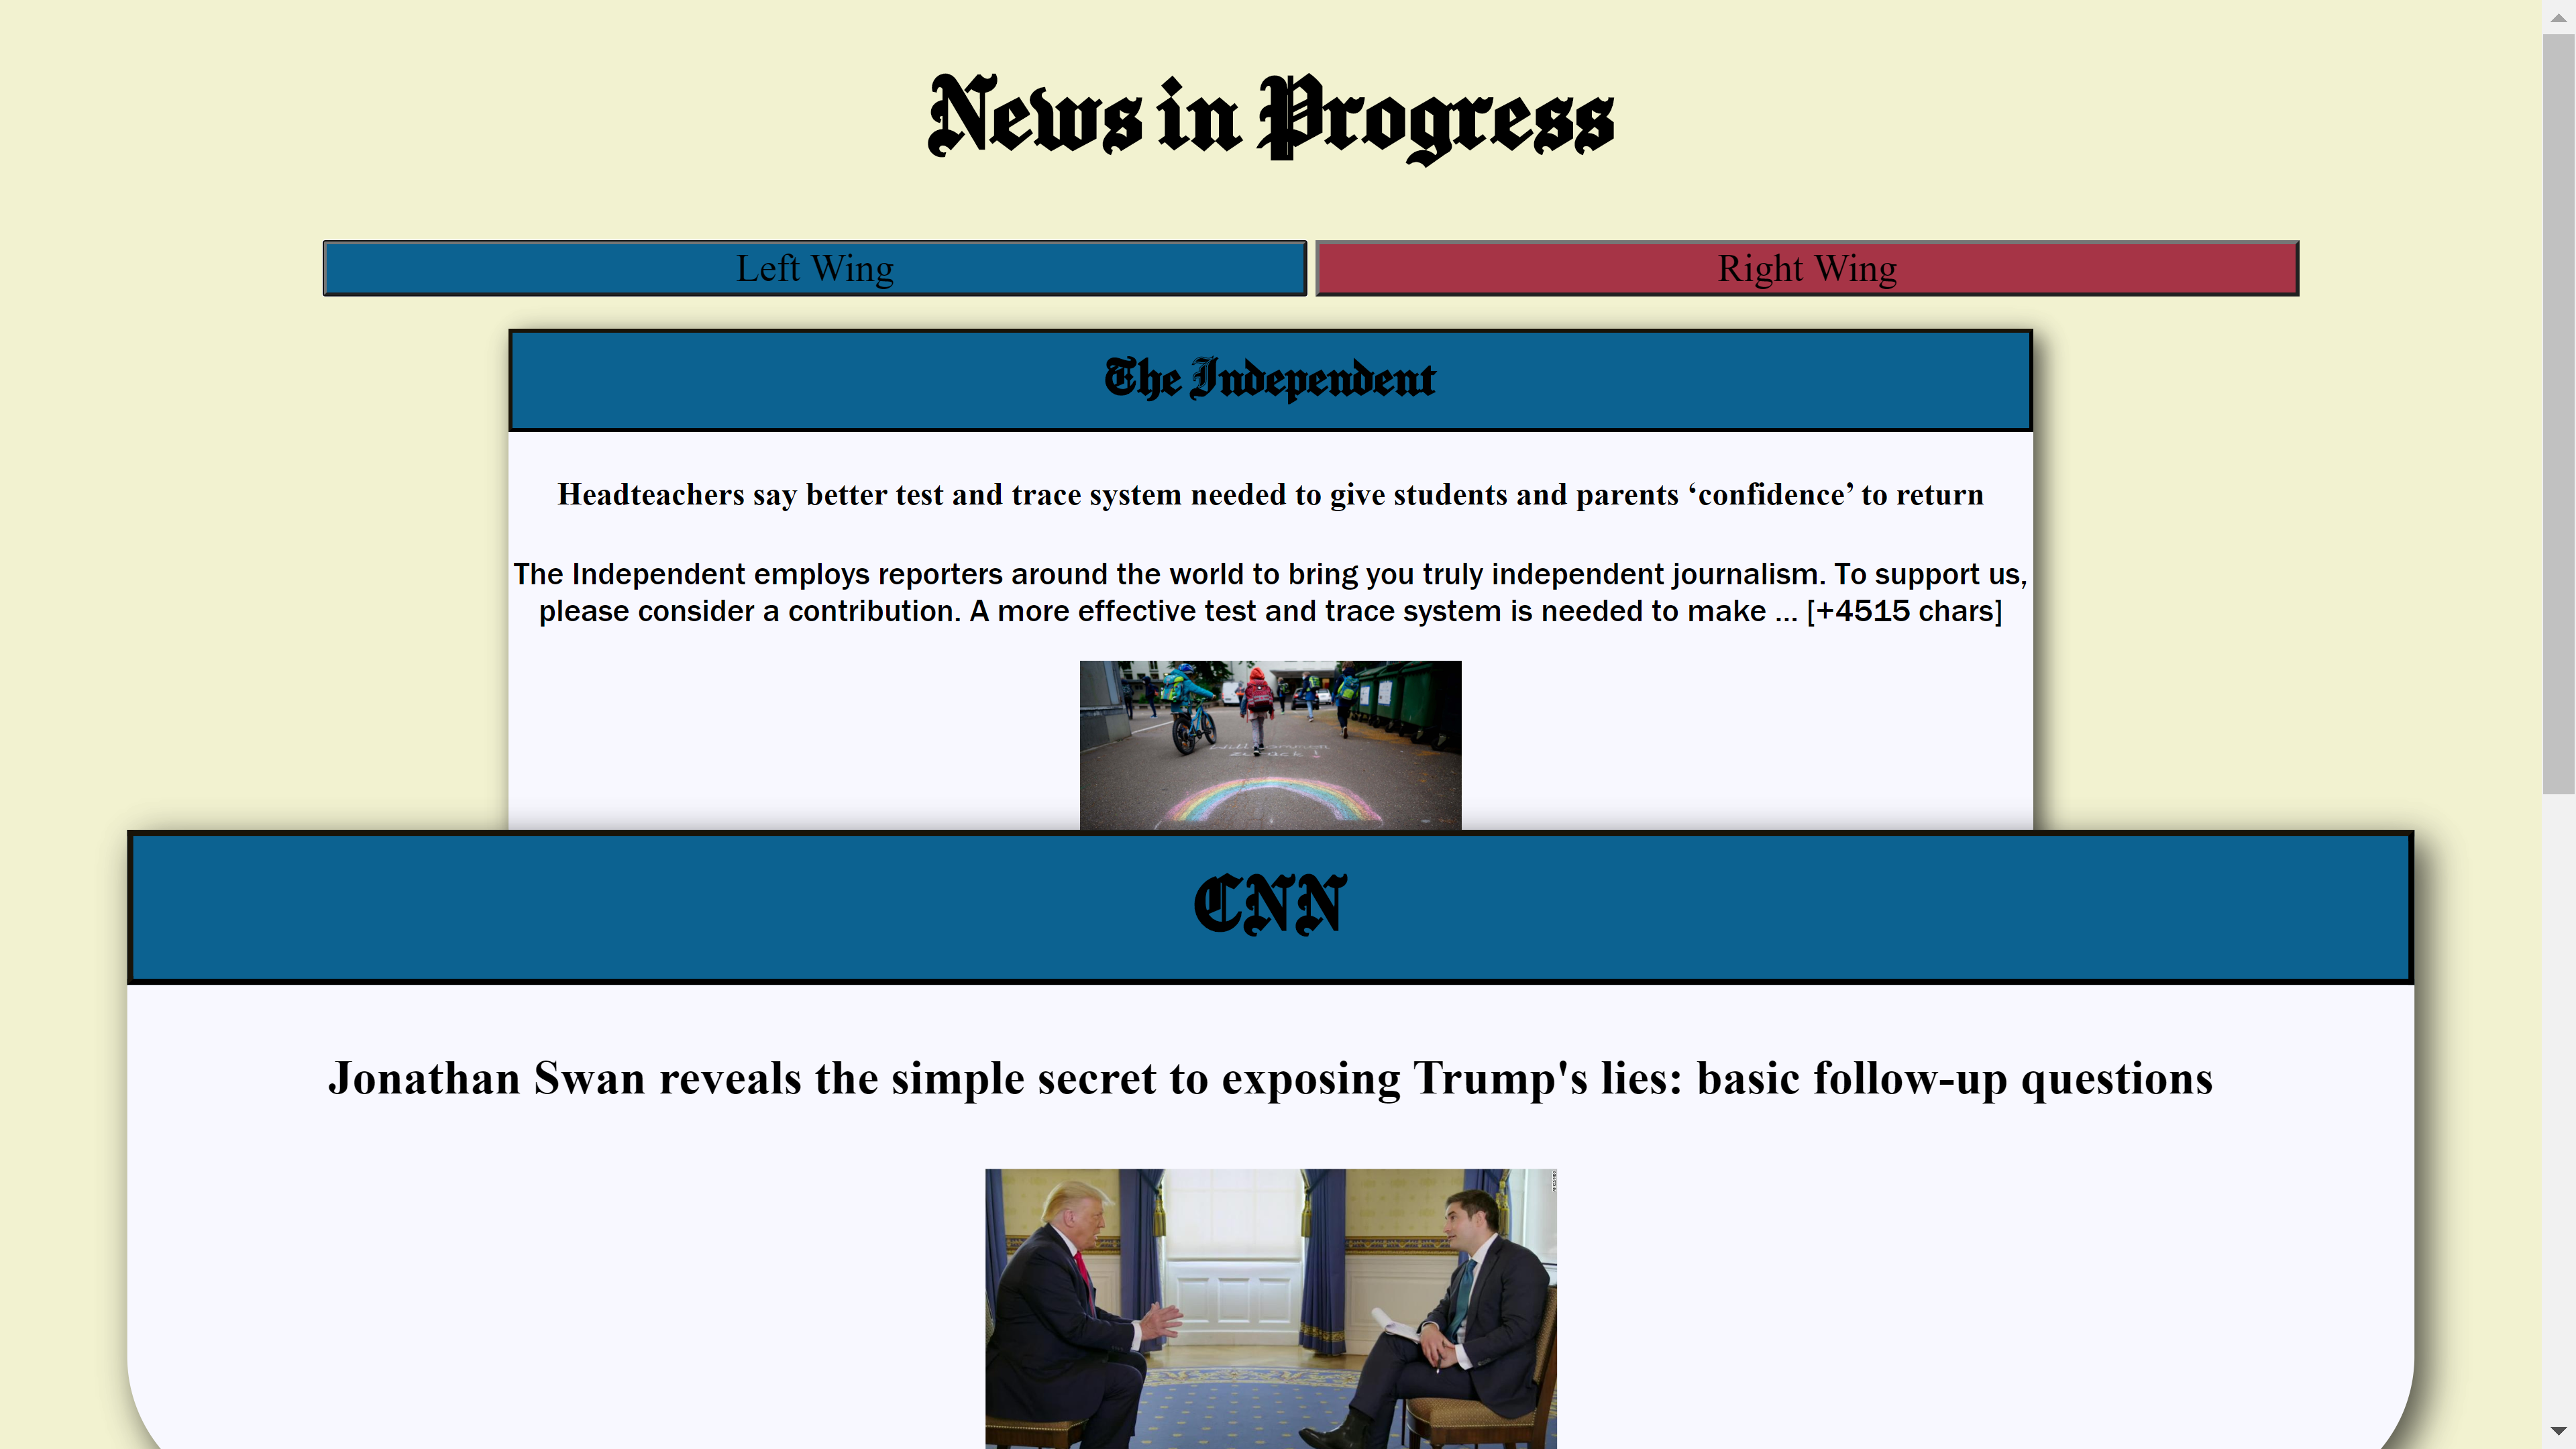 News in Progress
Left Wing
Right Wing
The Independent
Headteachers say better test and trace system needed to give students and parents ‘confidence’ to return
The Independent employs reporters around the world to bring you truly independent journalism. To support us,
please consider a contribution. A more effective test and trace system is needed to make ... [+4515 chars]
Willkommen
zurück !
CNN
Jonathan Swan reveals the simple secret to exposing Trump's lies: basic follow-up questions